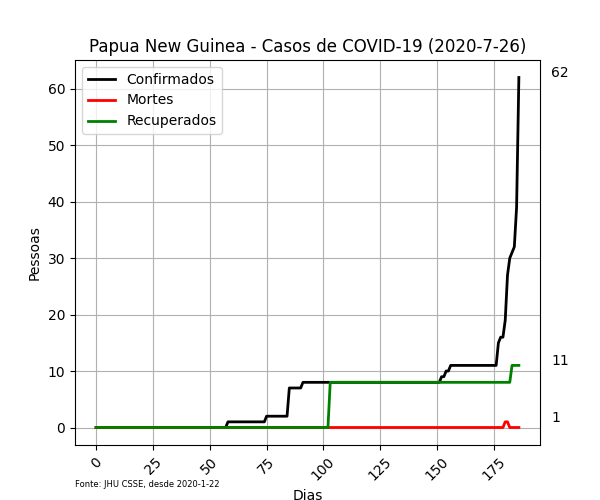 Papua New Guinea - Casos de COVID-19 (2020-7-26)
Confirmados
Mortes
Recuperados
62
11
1
Pessoas
60
50
40
30
20
10
0
0 25 50 75 100 125 150 175
Fonte: JHU CSSE, desde 2020-1-22
Dias